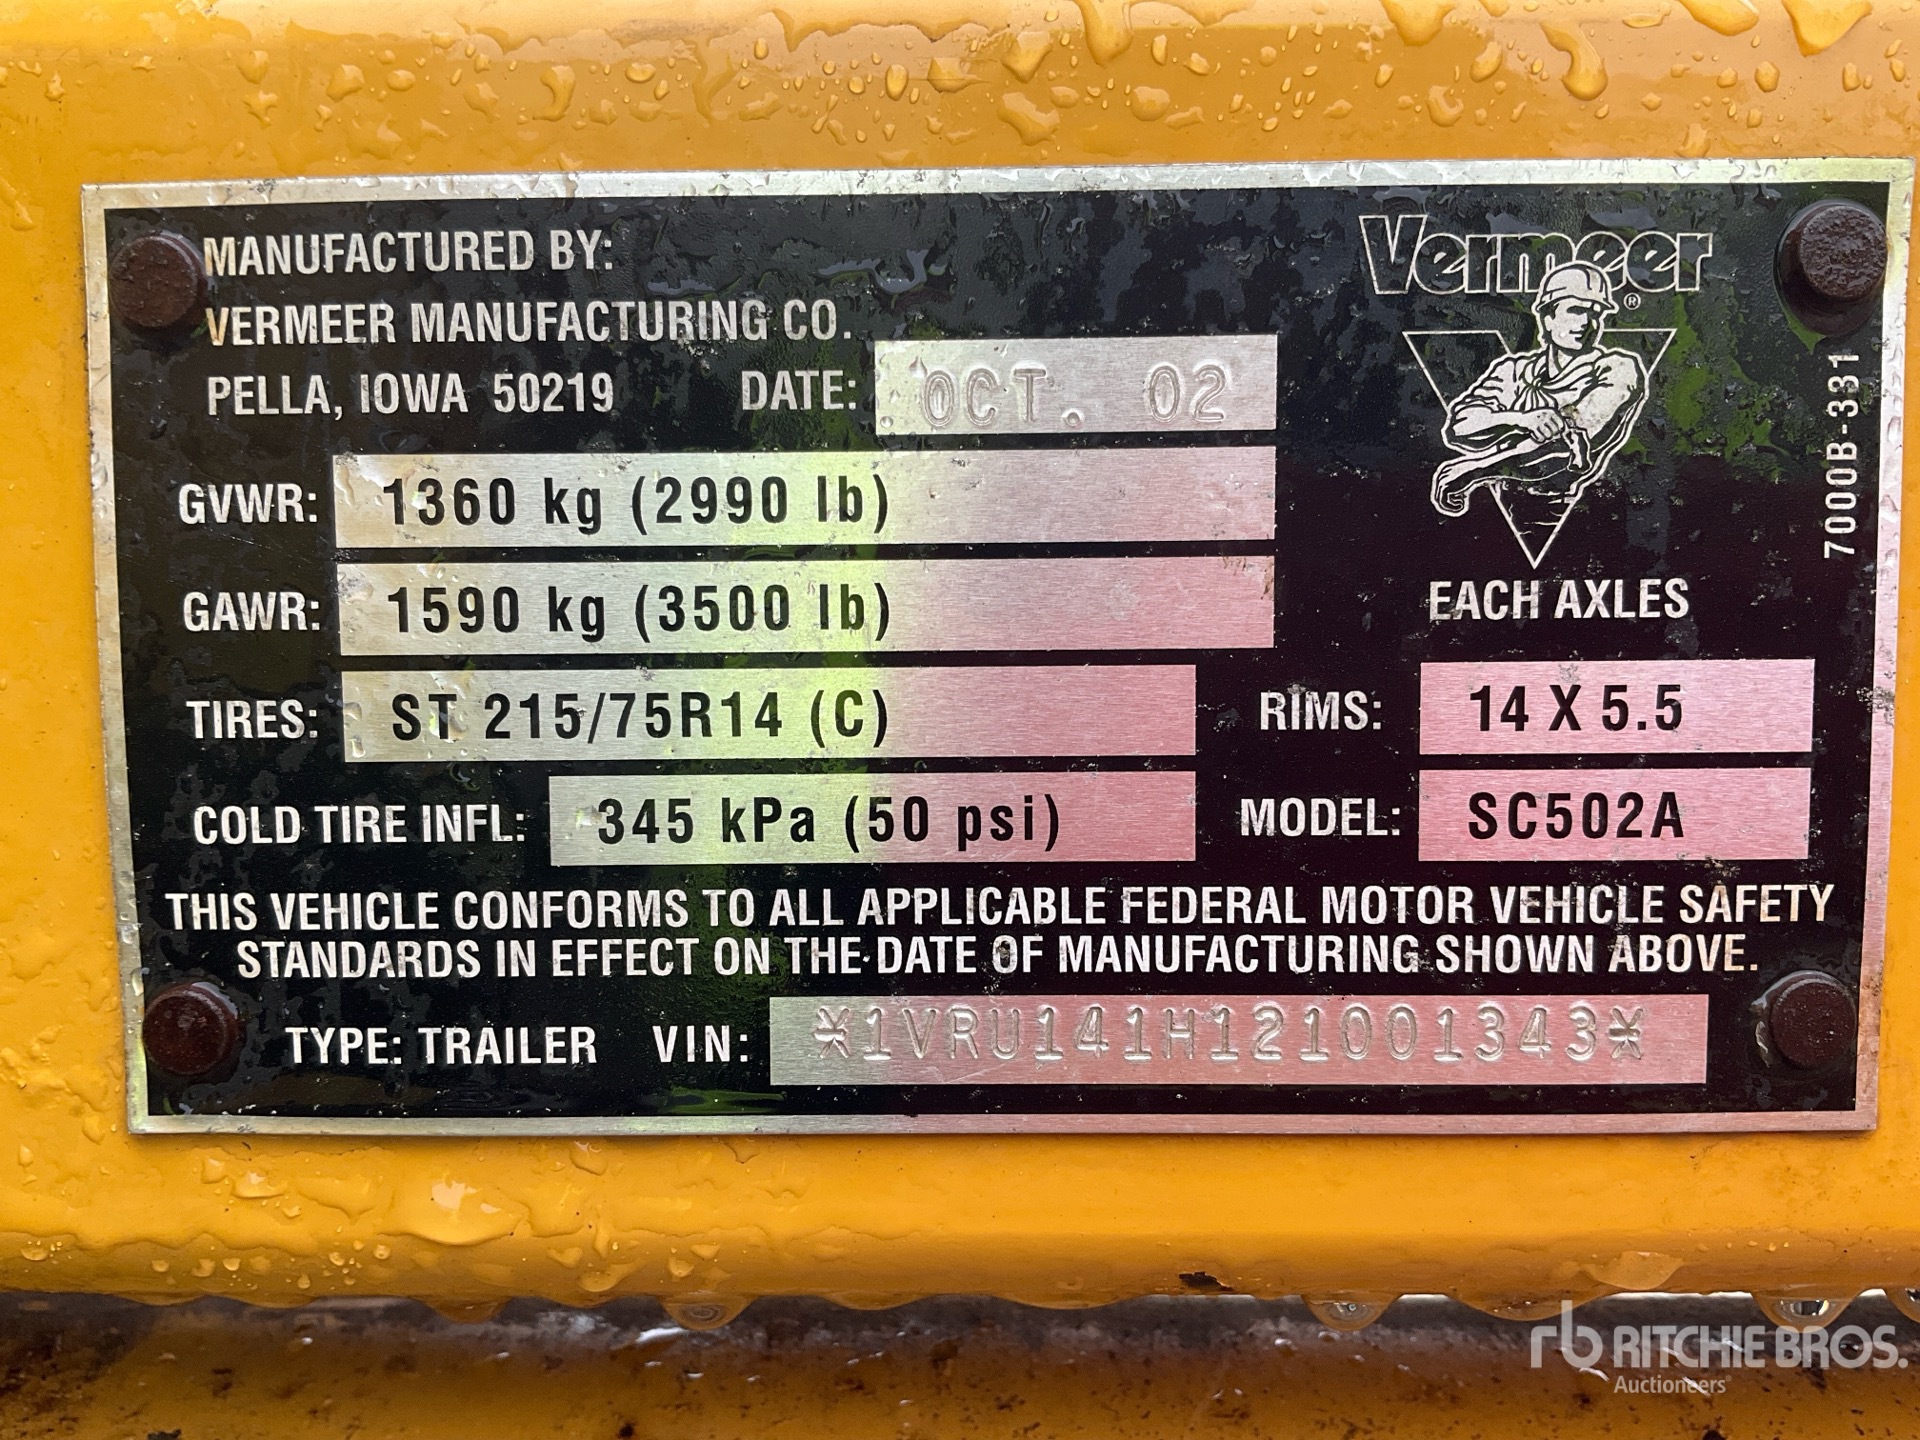 MANUFACTURED BY:
VERMEER MANUFACTURING CO.
PELLA, IOWA 50219 DATE: OCT. 02
Vermeer®
7000B-331
GVWR: 1360 kg (2990 lb)
GAWR: 1590 kg (3500 lb)
EACH AXLES
TIRES: ST 215/75R14 (C) RIMS: 14 X 5.5
COLD TIRE INFL: 345 kPa (50 psi) MODEL: SC502A
THIS VEHICLE CONFORMS TO ALL APPLICABLE FEDERAL MOTOR VEHICLE SAFETY
STANDARDS IN EFFECT ON THE DATE OF MANUFACTURING SHOWN ABOVE.
TYPE: TRAILER VIN: *1VRU141H121001343*
rb RITCHIE BROS.
Auctioneers